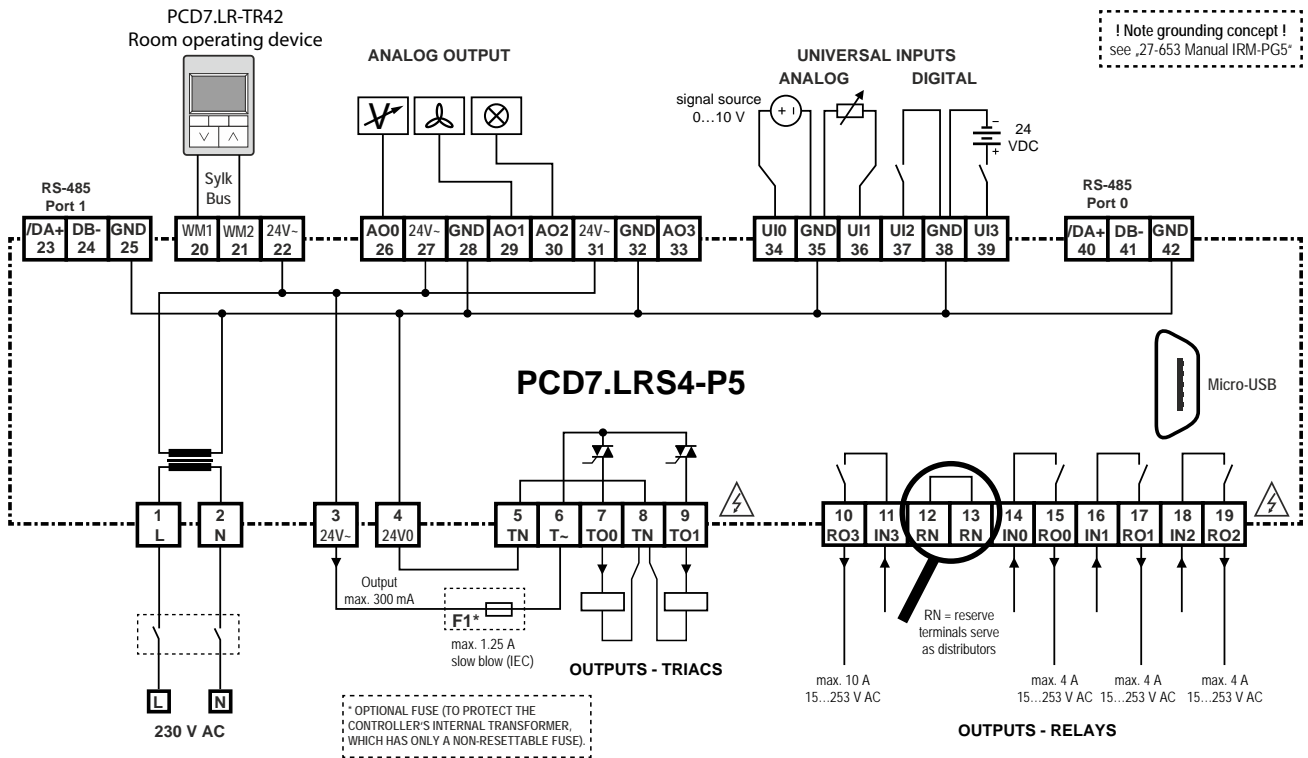 PCD7.LR-TR42
Room operating device
ANALOG OUTPUT
UNIVERSAL INPUTS
ANALOG DIGITAL
! Note grounding concept !
see „27-653 Manual IRM-PG5“
signal source
0…10 V
24
VDC
Sylk
Bus
RS-485
Port 1
RS-485
Port 0
/DA+ DB- GND
23 24 25
WM1 WM2 24V~
20 21 22
AO0 24V~ GND AO1 AO2 24V~ GND AO3
26 27 28 29 30 31 32 33
UI0 GND UI1 UI2 GND UI3
34 35 36 37 38 39
/DA+ DB- GND
40 41 42
PCD7.LRS4-P5
Micro-USB
1 2
L N
3 4
24V~ 24V0
5 6 7 8 9
TN T~ TO0 TN TO1
10 11 12 13 14 15 16 17 18 19
RO3 IN3 RN RN IN0 RO0 IN1 RO1 IN2 RO2
Output
max. 300 mA
F1*
max. 1.25 A
slow blow (IEC)
OUTPUTS - TRIACS
RN = reserve
terminals serve
as distributors
max. 10 A
15…253 V AC
max. 4 A
15…253 V AC
max. 4 A
15…253 V AC
max. 4 A
15…253 V AC
L N
230 V AC
* OPTIONAL FUSE (TO PROTECT THE
CONTROLLER'S INTERNAL TRANSFORMER,
WHICH HAS ONLY A NON-RESETTABLE FUSE).
OUTPUTS - RELAYS